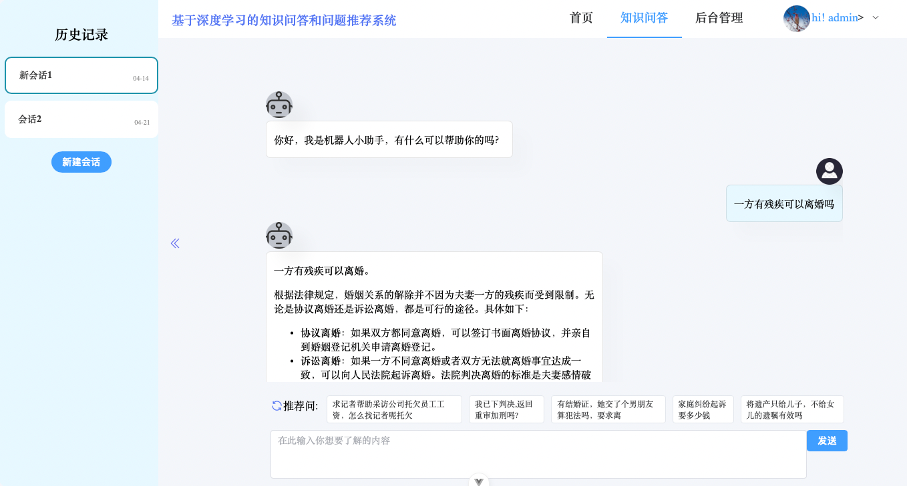 历史记录
新会话1
04-14
会话2
04-21
新建会话
基于深度学习的知识问答和问题推荐系统
首页
知识问答
后台管理
hi! admin>
你好，我是机器人小助手，有什么可以帮助你的吗?
一方有残疾可以离婚吗
一方有残疾可以离婚。
根据法律规定，婚姻关系的解除并不因为夫妻一方的残疾而受到限制。无
论是协议离婚还是诉讼离婚，都是可行的途径。具体如下：
• 协议离婚：如果双方都同意离婚，可以签订书面离婚协议，并亲自
到婚姻登记机关申请离婚登记。
• 诉讼离婚：如果一方不同意离婚或者双方无法就离婚事宜达成一
致，可以向人民法院起诉离婚。法院判决离婚的标准是夫妻感情破
推荐问:
求记者帮助采访公司托欠员工工
资，怎么找记者呢托欠
我已下判决,返回
重审加刑吗?
有结婚证，她交了个男朋友
算犯法吗，要求离
家庭纠纷起诉
要多少钱
将遗产只给儿子，不给女
儿的遗嘱有效吗
在此输入你想要了解的内容
发送